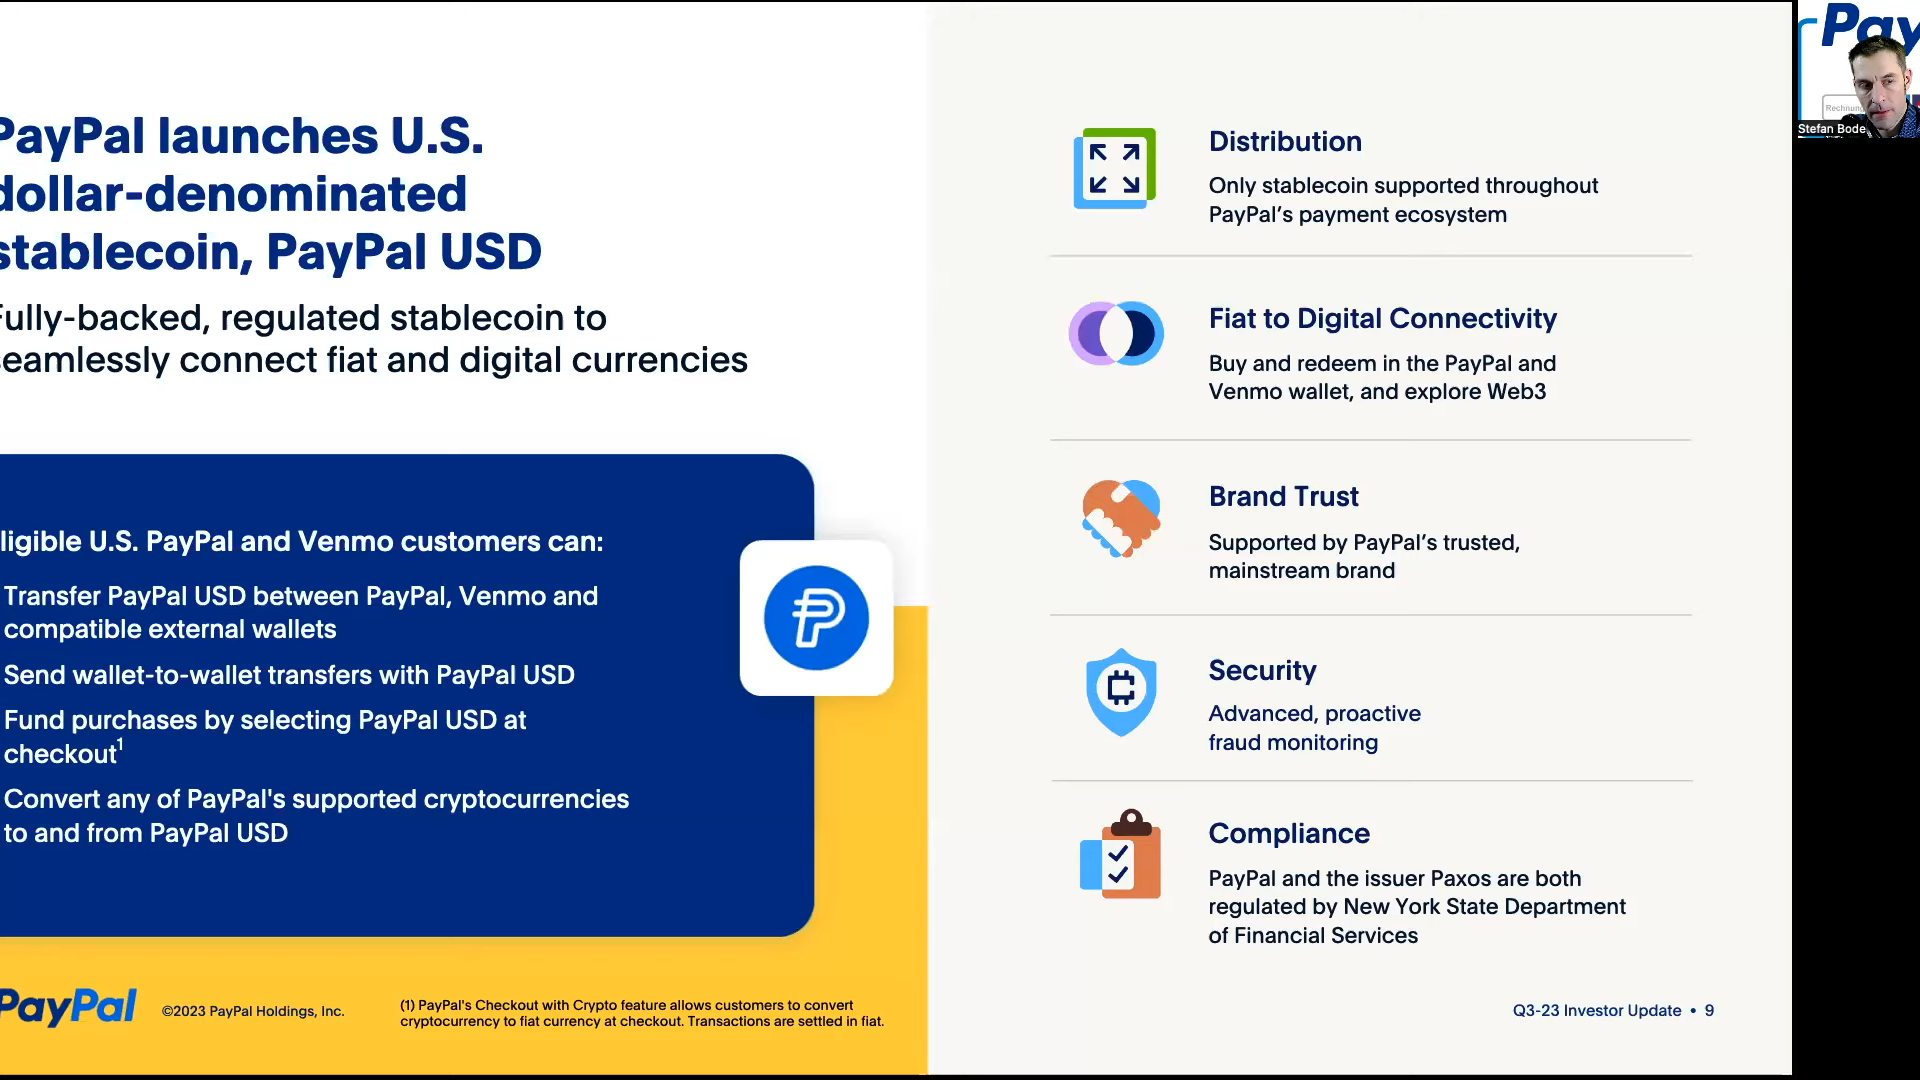 PayPal launches U.S.
dollar-denominated
stablecoin, PayPal USD
Fully-backed, regulated stablecoin to
seamlessly connect fiat and digital currencies
ligible U.S. PayPal and Venmo customers can:
Transfer PayPal USD between PayPal, Venmo and
compatible external wallets
Send wallet-to-wallet transfers with PayPal USD
Fund purchases by selecting PayPal USD at
checkout1
Convert any of PayPal's supported cryptocurrencies
to and from PayPal USD
PayPal
©2023 PayPal Holdings, Inc.
(1) PayPal's Checkout with Crypto feature allows customers to convert
cryptocurrency to fiat currency at checkout. Transactions are settled in fiat.
Distribution
Only stablecoin supported throughout
PayPal’s payment ecosystem
Fiat to Digital Connectivity
Buy and redeem in the PayPal and
Venmo wallet, and explore Web3
Brand Trust
Supported by PayPal’s trusted,
mainstream brand
Security
Advanced, proactive
fraud monitoring
Compliance
PayPal and the issuer Paxos are both
regulated by New York State Department
of Financial Services
Q3-23 Investor Update • 9
Pay
Rechnung
Stefan Bode